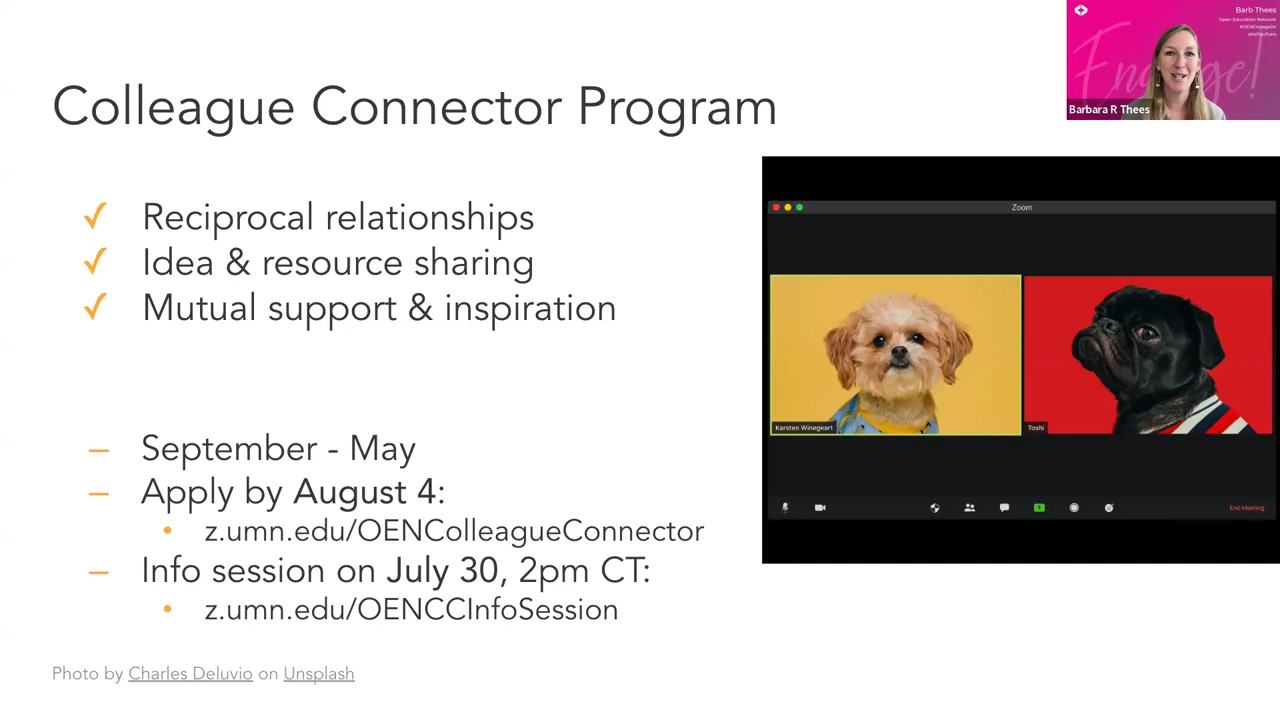 Colleague Connector Program
✓ Reciprocal relationships
✓ Idea & resource sharing
✓ Mutual support & inspiration
– September - May
– Apply by August 4:
• z.umn.edu/OENColleagueConnector
– Info session on July 30, 2pm CT:
• z.umn.edu/OENCCInfoSession
Photo by Charles Deluvio on Unsplash
Barb Thees
Open Education Network
#OENEngage24
she/her/hers
Engage!
Barbara R Thees
Zoom
Karsten Winegeart
Toshi
End Meeting